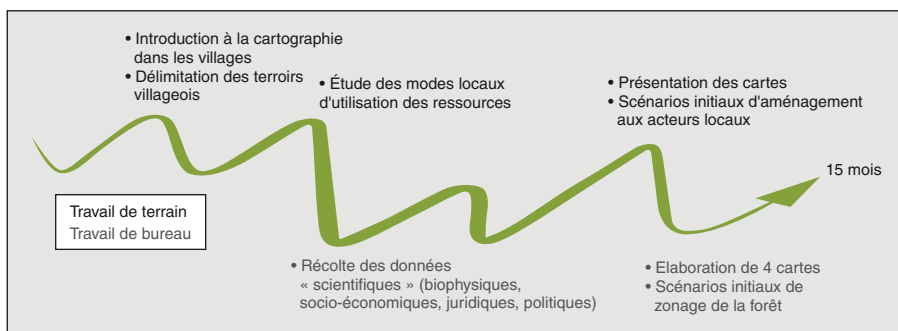 • Introduction à la cartographie
dans les villages
• Délimitation des terroirs
villageois
• Étude des modes locaux
d'utilisation des ressources
• Présentation des cartes
• Scénarios initiaux d'aménagement
aux acteurs locaux
15 mois
Travail de terrain
Travail de bureau
• Récolte des données
« scientifiques » (biophysiques,
socio-économiques, juridiques, politiques)
• Elaboration de 4 cartes
• Scénarios initiaux de
zonage de la forêt